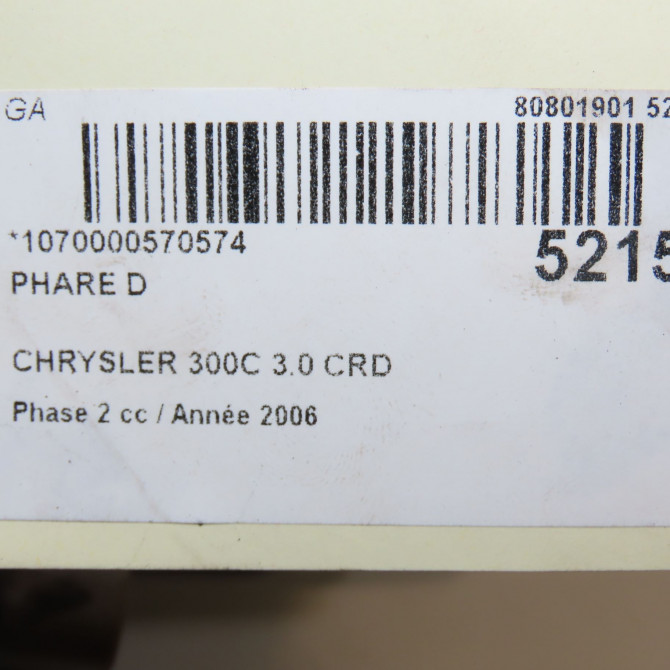 GA 80801901 52
*1070000570574 5215
PHARE D
CHRYSLER 300C 3.0 CRD
Phase 2 cc / Année 2006